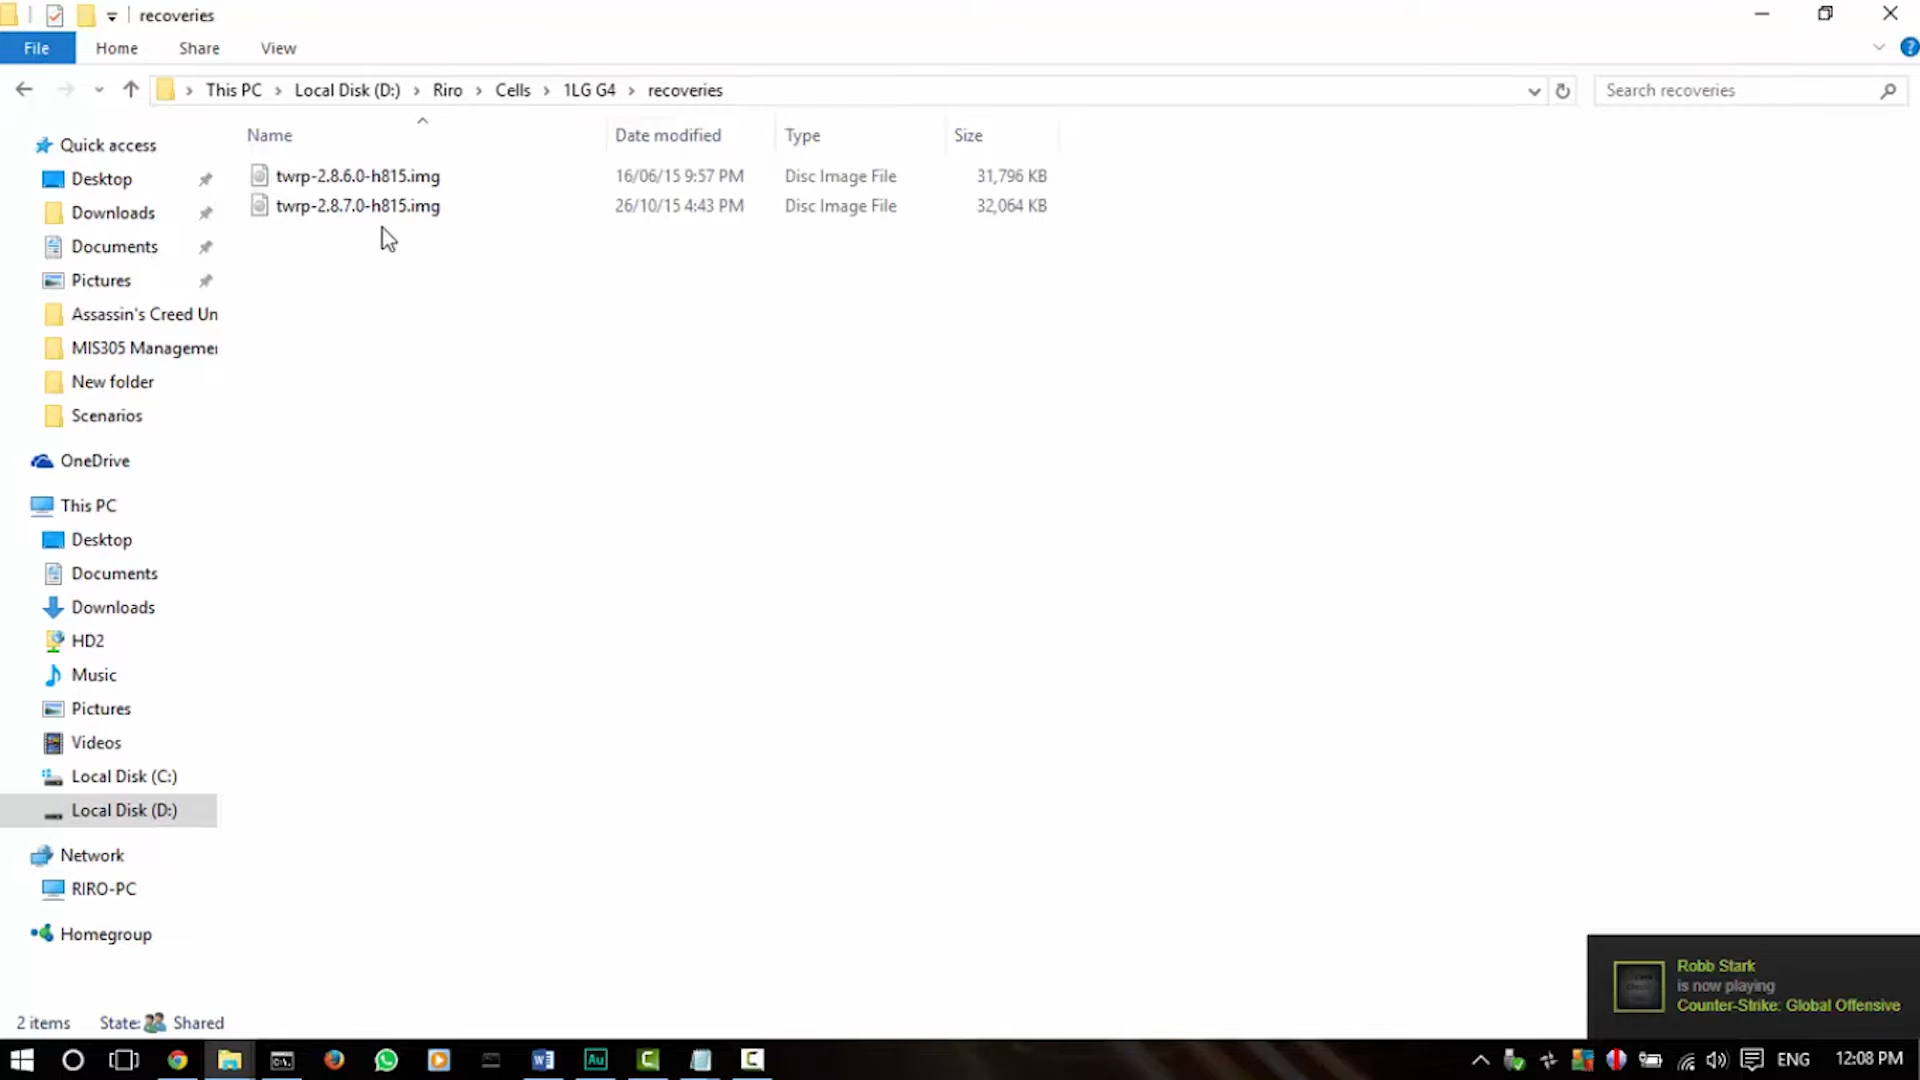 recoveries
File Home Share View
This PC Local Disk (D:) Riro Cells 1LG G4 recoveries
Search recoveries
Name Date modified Type Size
twrp-2.8.6.0-h815.img 16/06/15 9:57 PM Disc Image File 31,796 KB
twrp-2.8.7.0-h815.img 26/10/15 4:43 PM Disc Image File 32,064 KB
Quick access
Desktop
Downloads
Documents
Pictures
Assassin's Creed Un
MIS305 Managemer
New folder
Scenarios
OneDrive
This PC
Desktop
Documents
Downloads
HD2
Music
Pictures
Videos
Local Disk (C:)
Local Disk (D:)
Network
RIRO-PC
Homegroup
Robb Stark
is now playing
Counter-Strike: Global Offensive
2 items State: Shared
ENG 12:08 PM